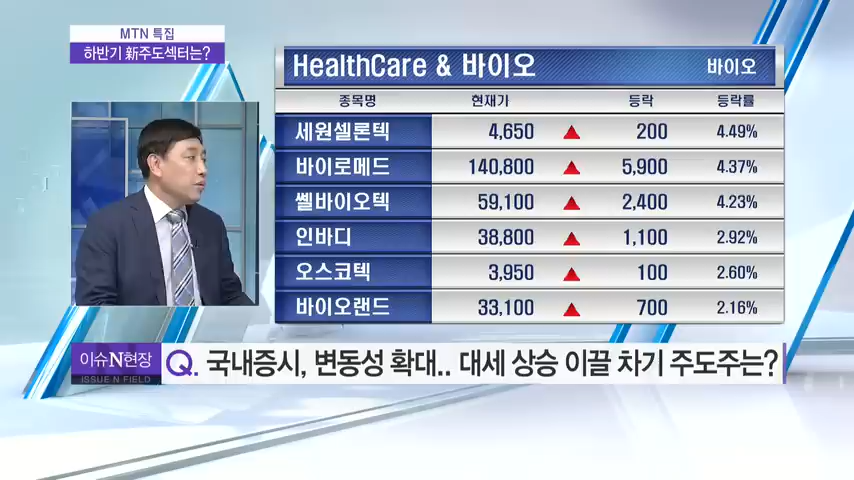 MTN 특집
하반기 新주도섹터는?
HealthCare & 바이오 바이오
종목명 현재가 등락 등락률
세원셀론텍 4,650 ▲ 200 4.49%
바이로메드 140,800 ▲ 5,900 4.37%
쎌바이오텍 59,100 ▲ 2,400 4.23%
인바디 38,800 ▲ 1,100 2.92%
오스코텍 3,950 ▲ 100 2.60%
바이오랜드 33,100 ▲ 700 2.16%
이슈N현장
ISSUE N FIELD
Q. 국내증시, 변동성 확대.. 대세 상승 이끌 차기 주도주는?